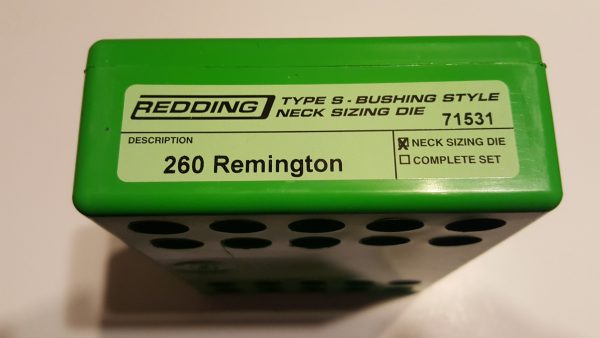 REDDING
TYPE S - BUSHING STYLE
NECK SIZING DIE
71531
DESCRIPTION
260 Remington
NECK SIZING DIE
COMPLETE SET